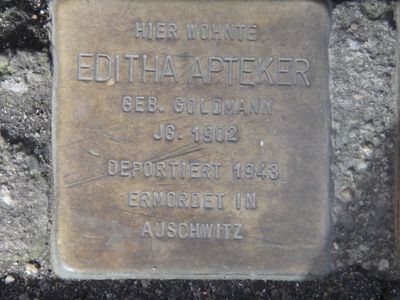 HIER WOHNTE
EDITHA APTEKER
GEB. GOLDMANN
JG. 1902
DEPORTIERT 1943
ERMORDET IN
AUSCHWITZ